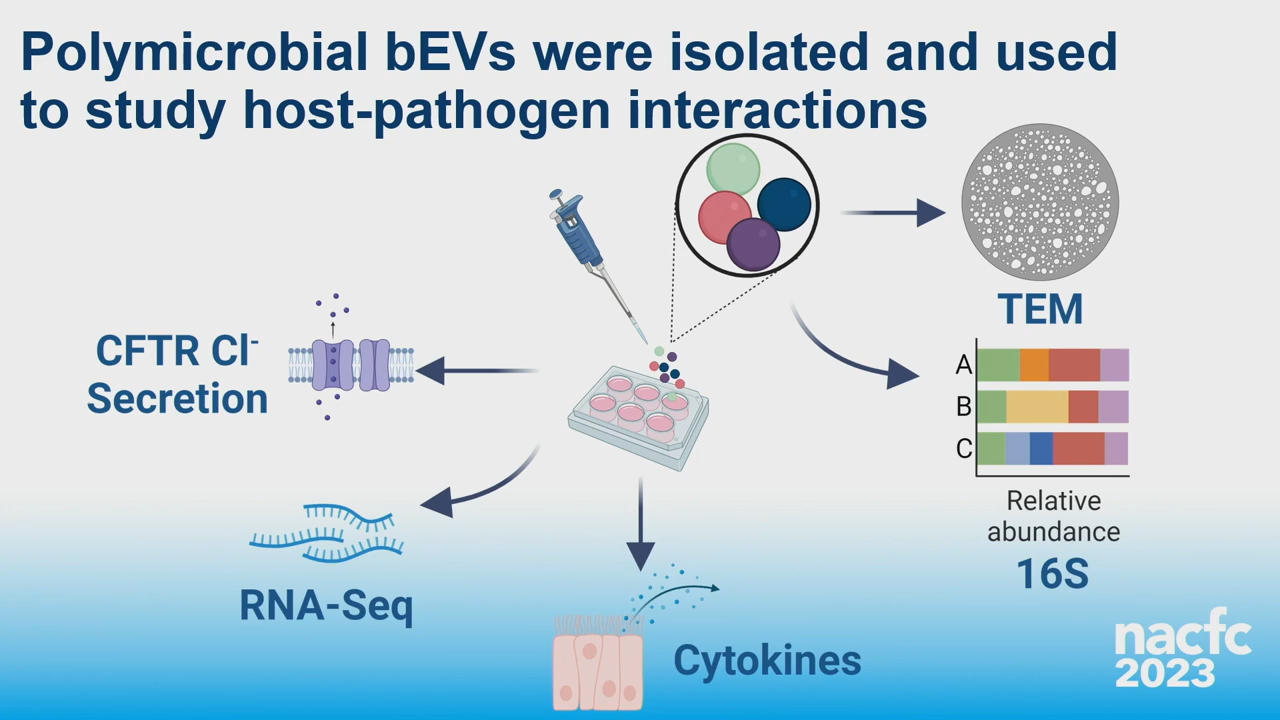 Polymicrobial bEVs were isolated and used
to study host-pathogen interactions
TEM
CFTR Cl⁻
Secretion
A
B
C
Relative
abundance
16S
RNA-Seq
Cytokines
nacfc
2023